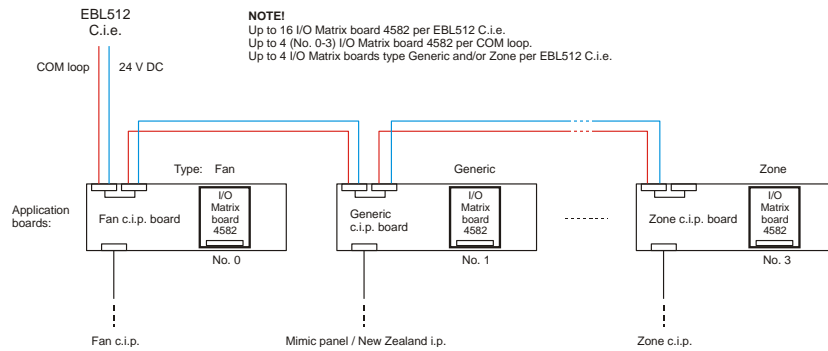 EBL512
C.i.e.
NOTE!
Up to 16 I/O Matrix board 4582 per EBL512 C.i.e.
Up to 4 (No. 0-3) I/O Matrix board 4582 per COM loop.
Up to 4 I/O Matrix boards type Generic and/or Zone per EBL512 C.i.e.
COM loop
24 V DC
Type: Fan
Generic
Zone
Application
boards:
Fan c.i.p. board
I/O
Matrix
board
4582
Generic
c.i.p. board
I/O
Matrix
board
4582
Zone c.i.p. board
I/O
Matrix
board
4582
No. 0
No. 1
No. 3
Fan c.i.p.
Mimic panel / New Zealand i.p.
Zone c.i.p.